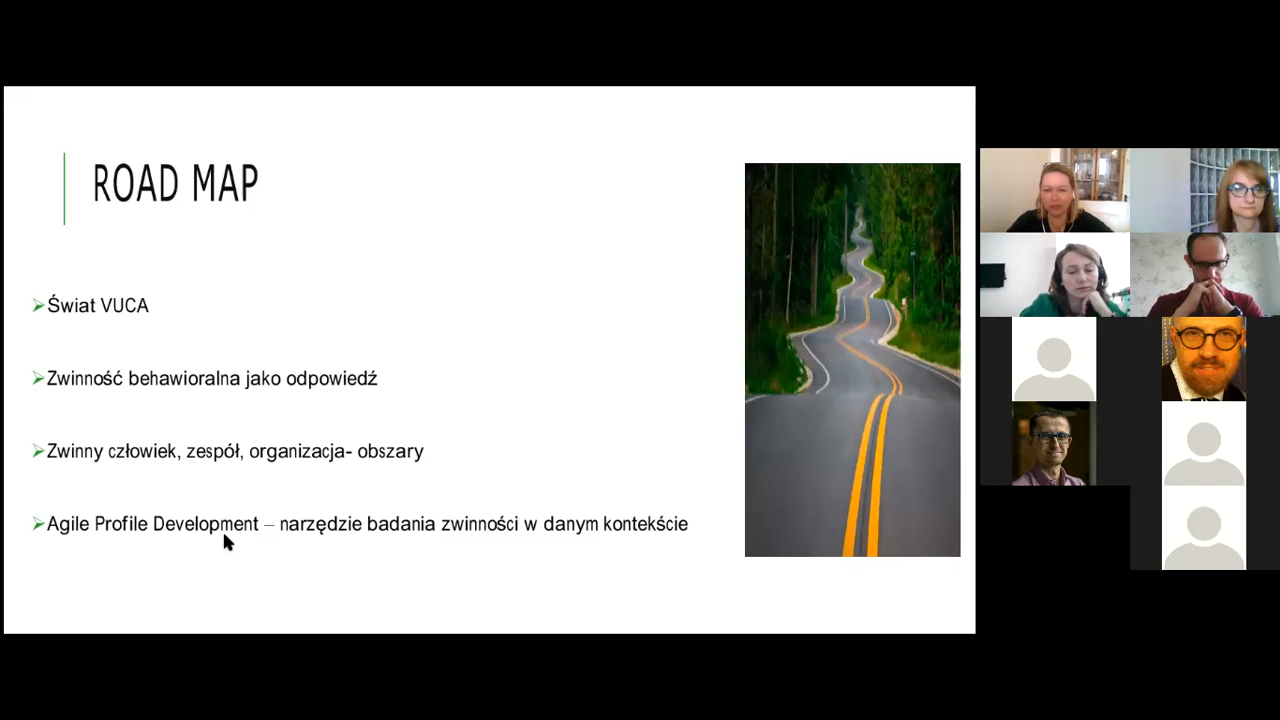 ROAD MAP
➢Świat VUCA
➢Zwinność behawioralna jako odpowiedź
➢Zwinny człowiek, zespół, organizacja- obszary
➢Agile Profile Development – narzędzie badania zwinności w danym kontekście